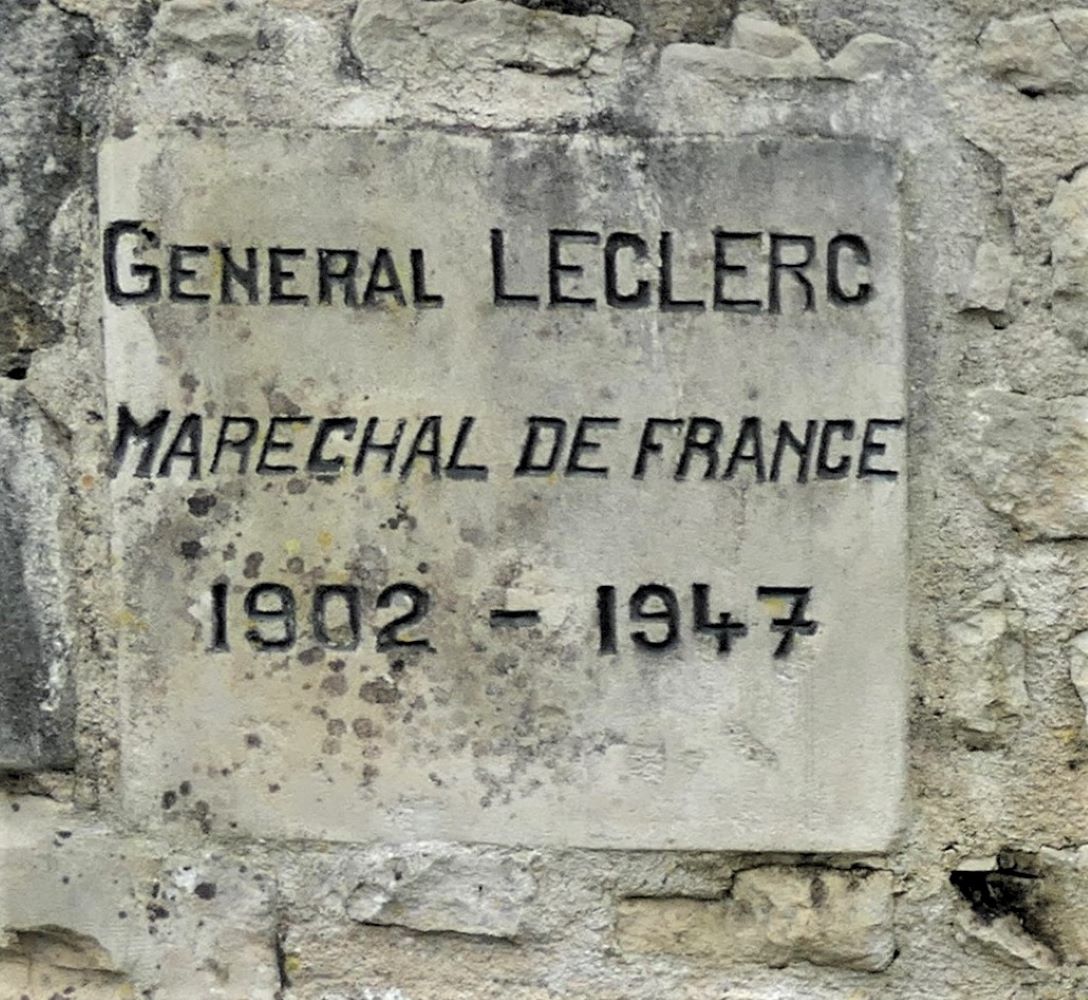 GENERAL LECLERC
MARECHAL DE FRANCE
1902 - 1947